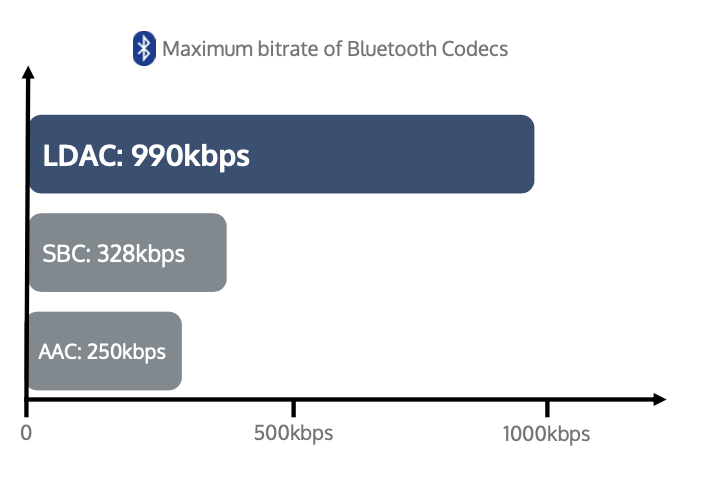 Maximum bitrate of Bluetooth Codecs
LDAC: 990kbps
SBC: 328kbps
AAC: 250kbps
0
500kbps
1000kbps